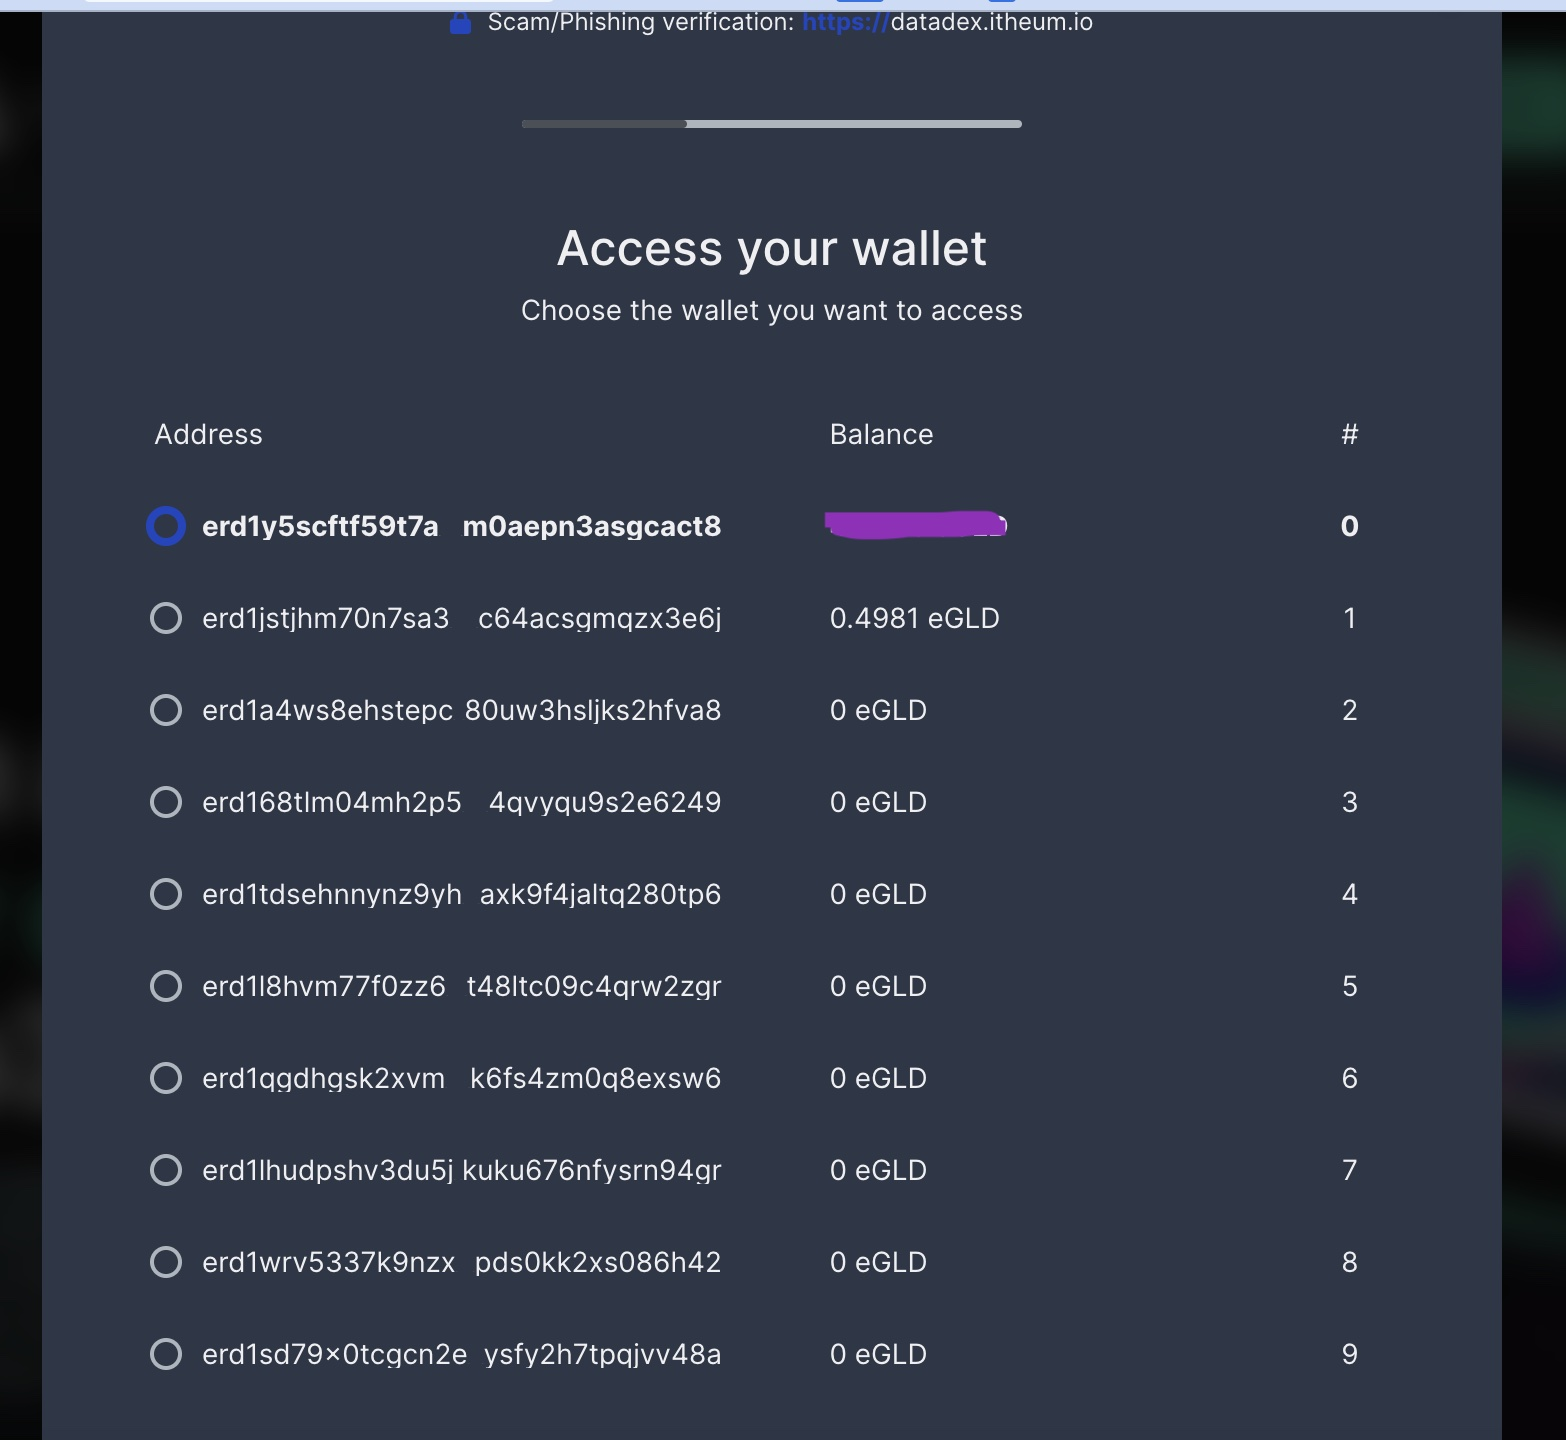 Scam/Phishing verification: https://datadex.itheum.io
Access your wallet
Choose the wallet you want to access
Address Balance #
erd1y5scftf59t7a m0aepn3asgcact8 0
erd1jstjhm70n7sa3 c64acsgmqzx3e6j 0.4981 eGLD 1
erd1a4ws8ehstepc 80uw3hsljks2hfva8 0 eGLD 2
erd168tlm04mh2p5 4qvyqu9s2e6249 0 eGLD 3
erd1tdsehnnynz9yh axk9f4jaltq280tp6 0 eGLD 4
erd1l8hvm77f0zz6 t48ltc09c4qrw2zgr 0 eGLD 5
erd1qgdhgsk2xvm k6fs4zm0q8exsw6 0 eGLD 6
erd1lhudpshv3du5j kuku676nfysrn94gr 0 eGLD 7
erd1wrv5337k9nzx pds0kk2xs086h42 0 eGLD 8
erd1sd79×0tcgcn2e ysfy2h7tpqjvv48a 0 eGLD 9